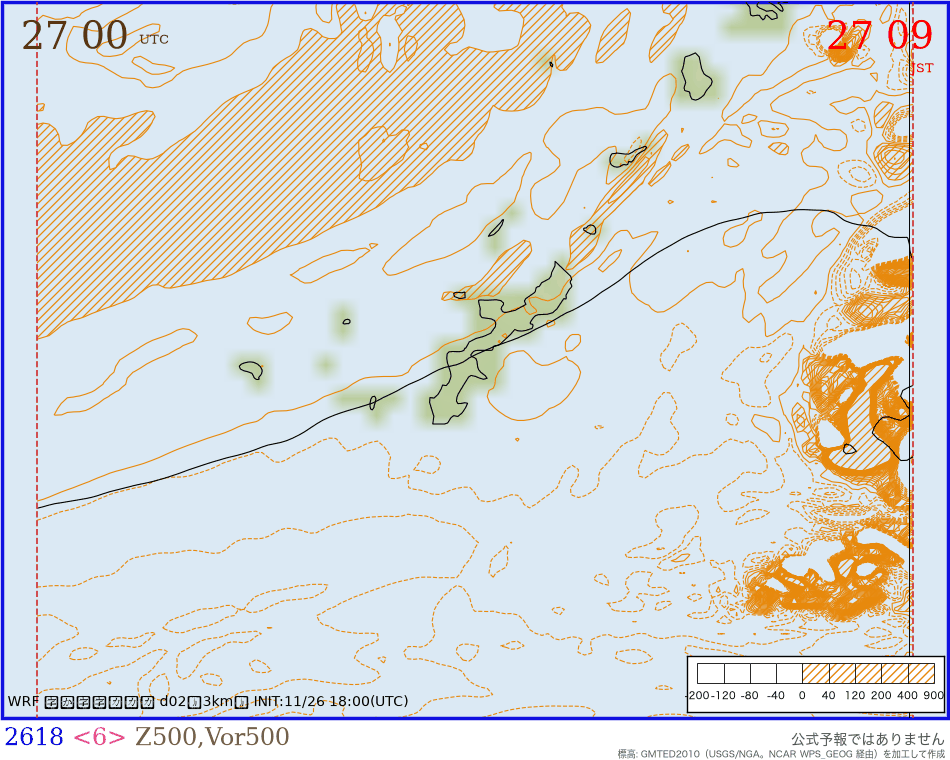 27 00 UTC
27 09
JST
-200 -120 -80 -40 0 40 120 200 400 900
WRF d02 3km INIT:11/26 18:00(UTC)
2618 <6> Z500,Vor500
公式予報ではありません
標高: GMTED2010（USGS/NGA。NCAR WPS_GEOG 経由）を加工して作成